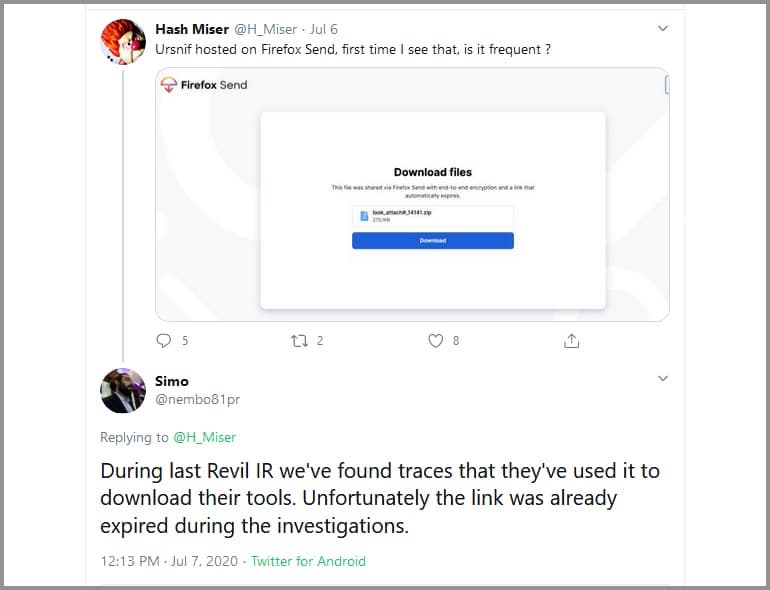 Hash Miser @H_Miser · Jul 6
Ursnif hosted on Firefox Send, first time I see that, is it frequent ?
Firefox Send
Download files
This file was shared via Firefox Send with end-to-end encryption and a link that
automatically expires.
look_attach#_14141.zip
275.1KB
Download
5
2
8
Simo
@nembo81pr
Replying to @H_Miser
During last Revil IR we've found traces that they've used it to
download their tools. Unfortunately the link was already
expired during the investigations.
12:13 PM · Jul 7, 2020 · Twitter for Android